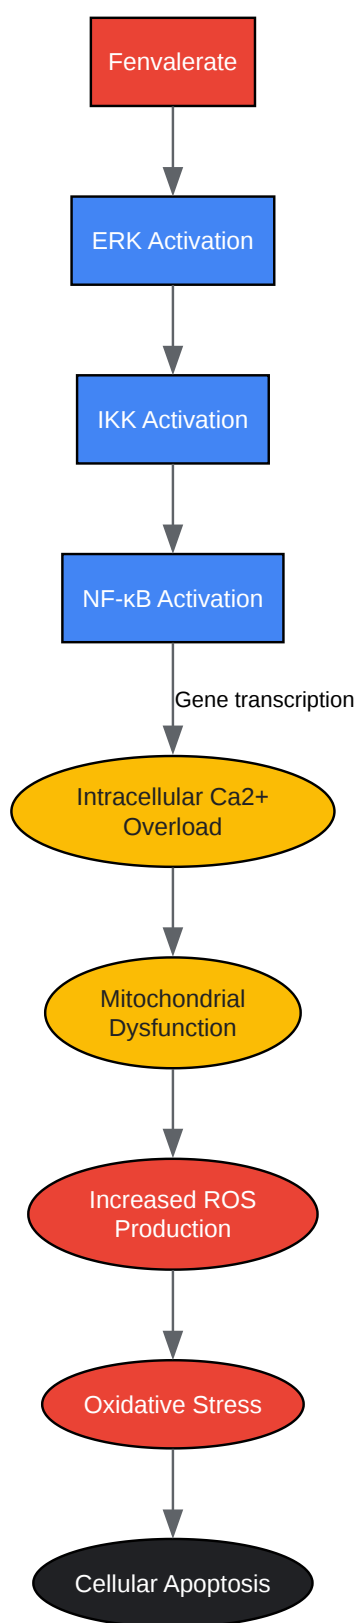 Fenvalerate
ERK Activation
IKK Activation
NF-κB Activation
Gene transcription
Intracellular Ca2+
Overload
Mitochondrial
Dysfunction
Increased ROS
Production
Oxidative Stress
Cellular Apoptosis